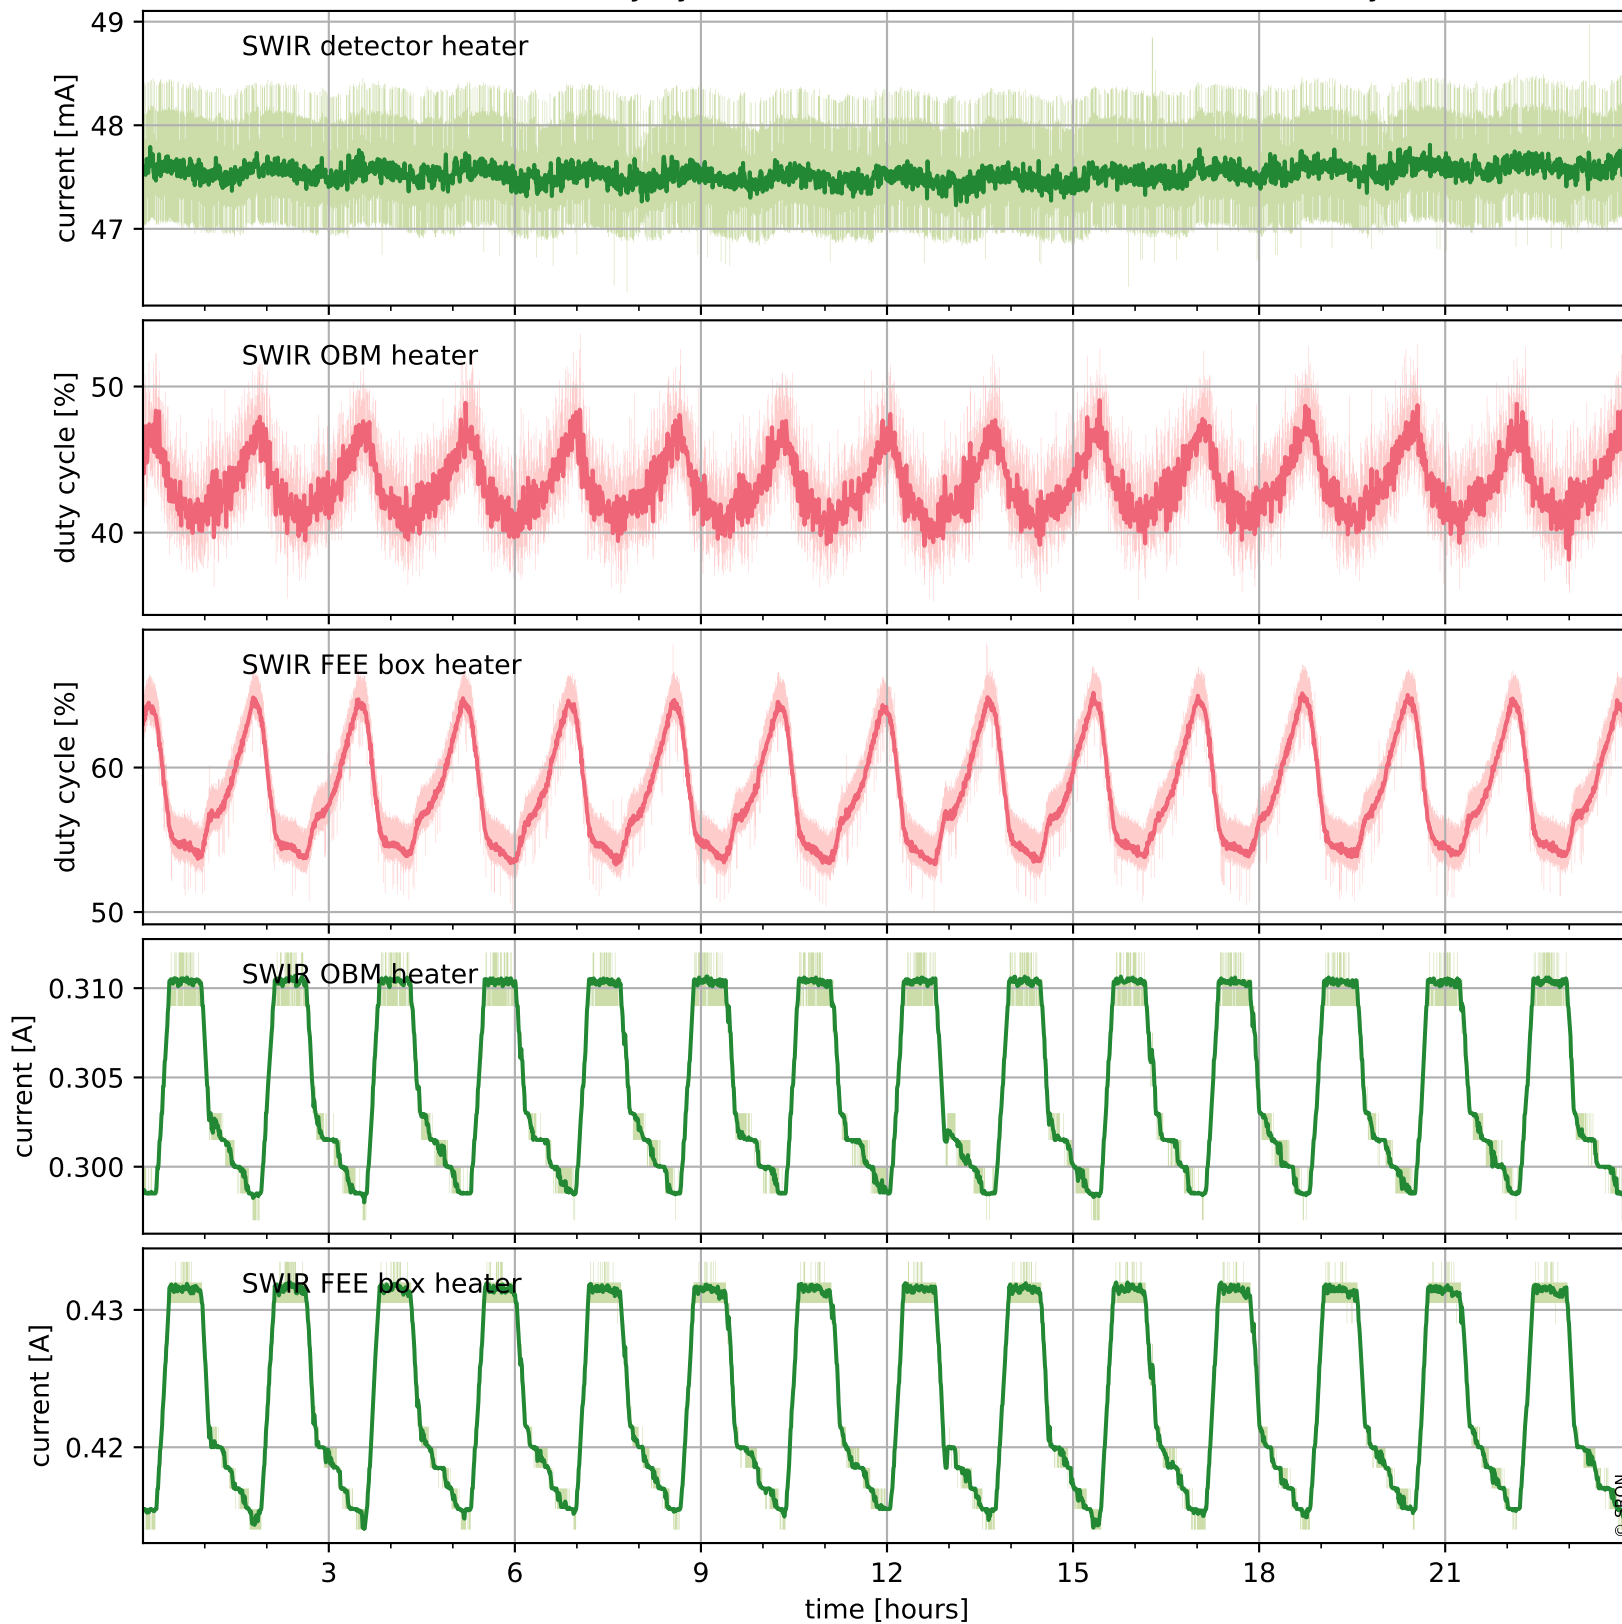 49
SWIR detector heater
48
47
current [mA]
SWIR OBM heater
50
40
duty cycle [%]
SWIR FEE box heater
60
50
duty cycle [%]
SWIR OBM heater
0.310
0.305
0.300
current [A]
SWIR FEE box heater
0.43
0.42
current [A]
© SRON
3 6 9 12 15 18 21
time [hours]